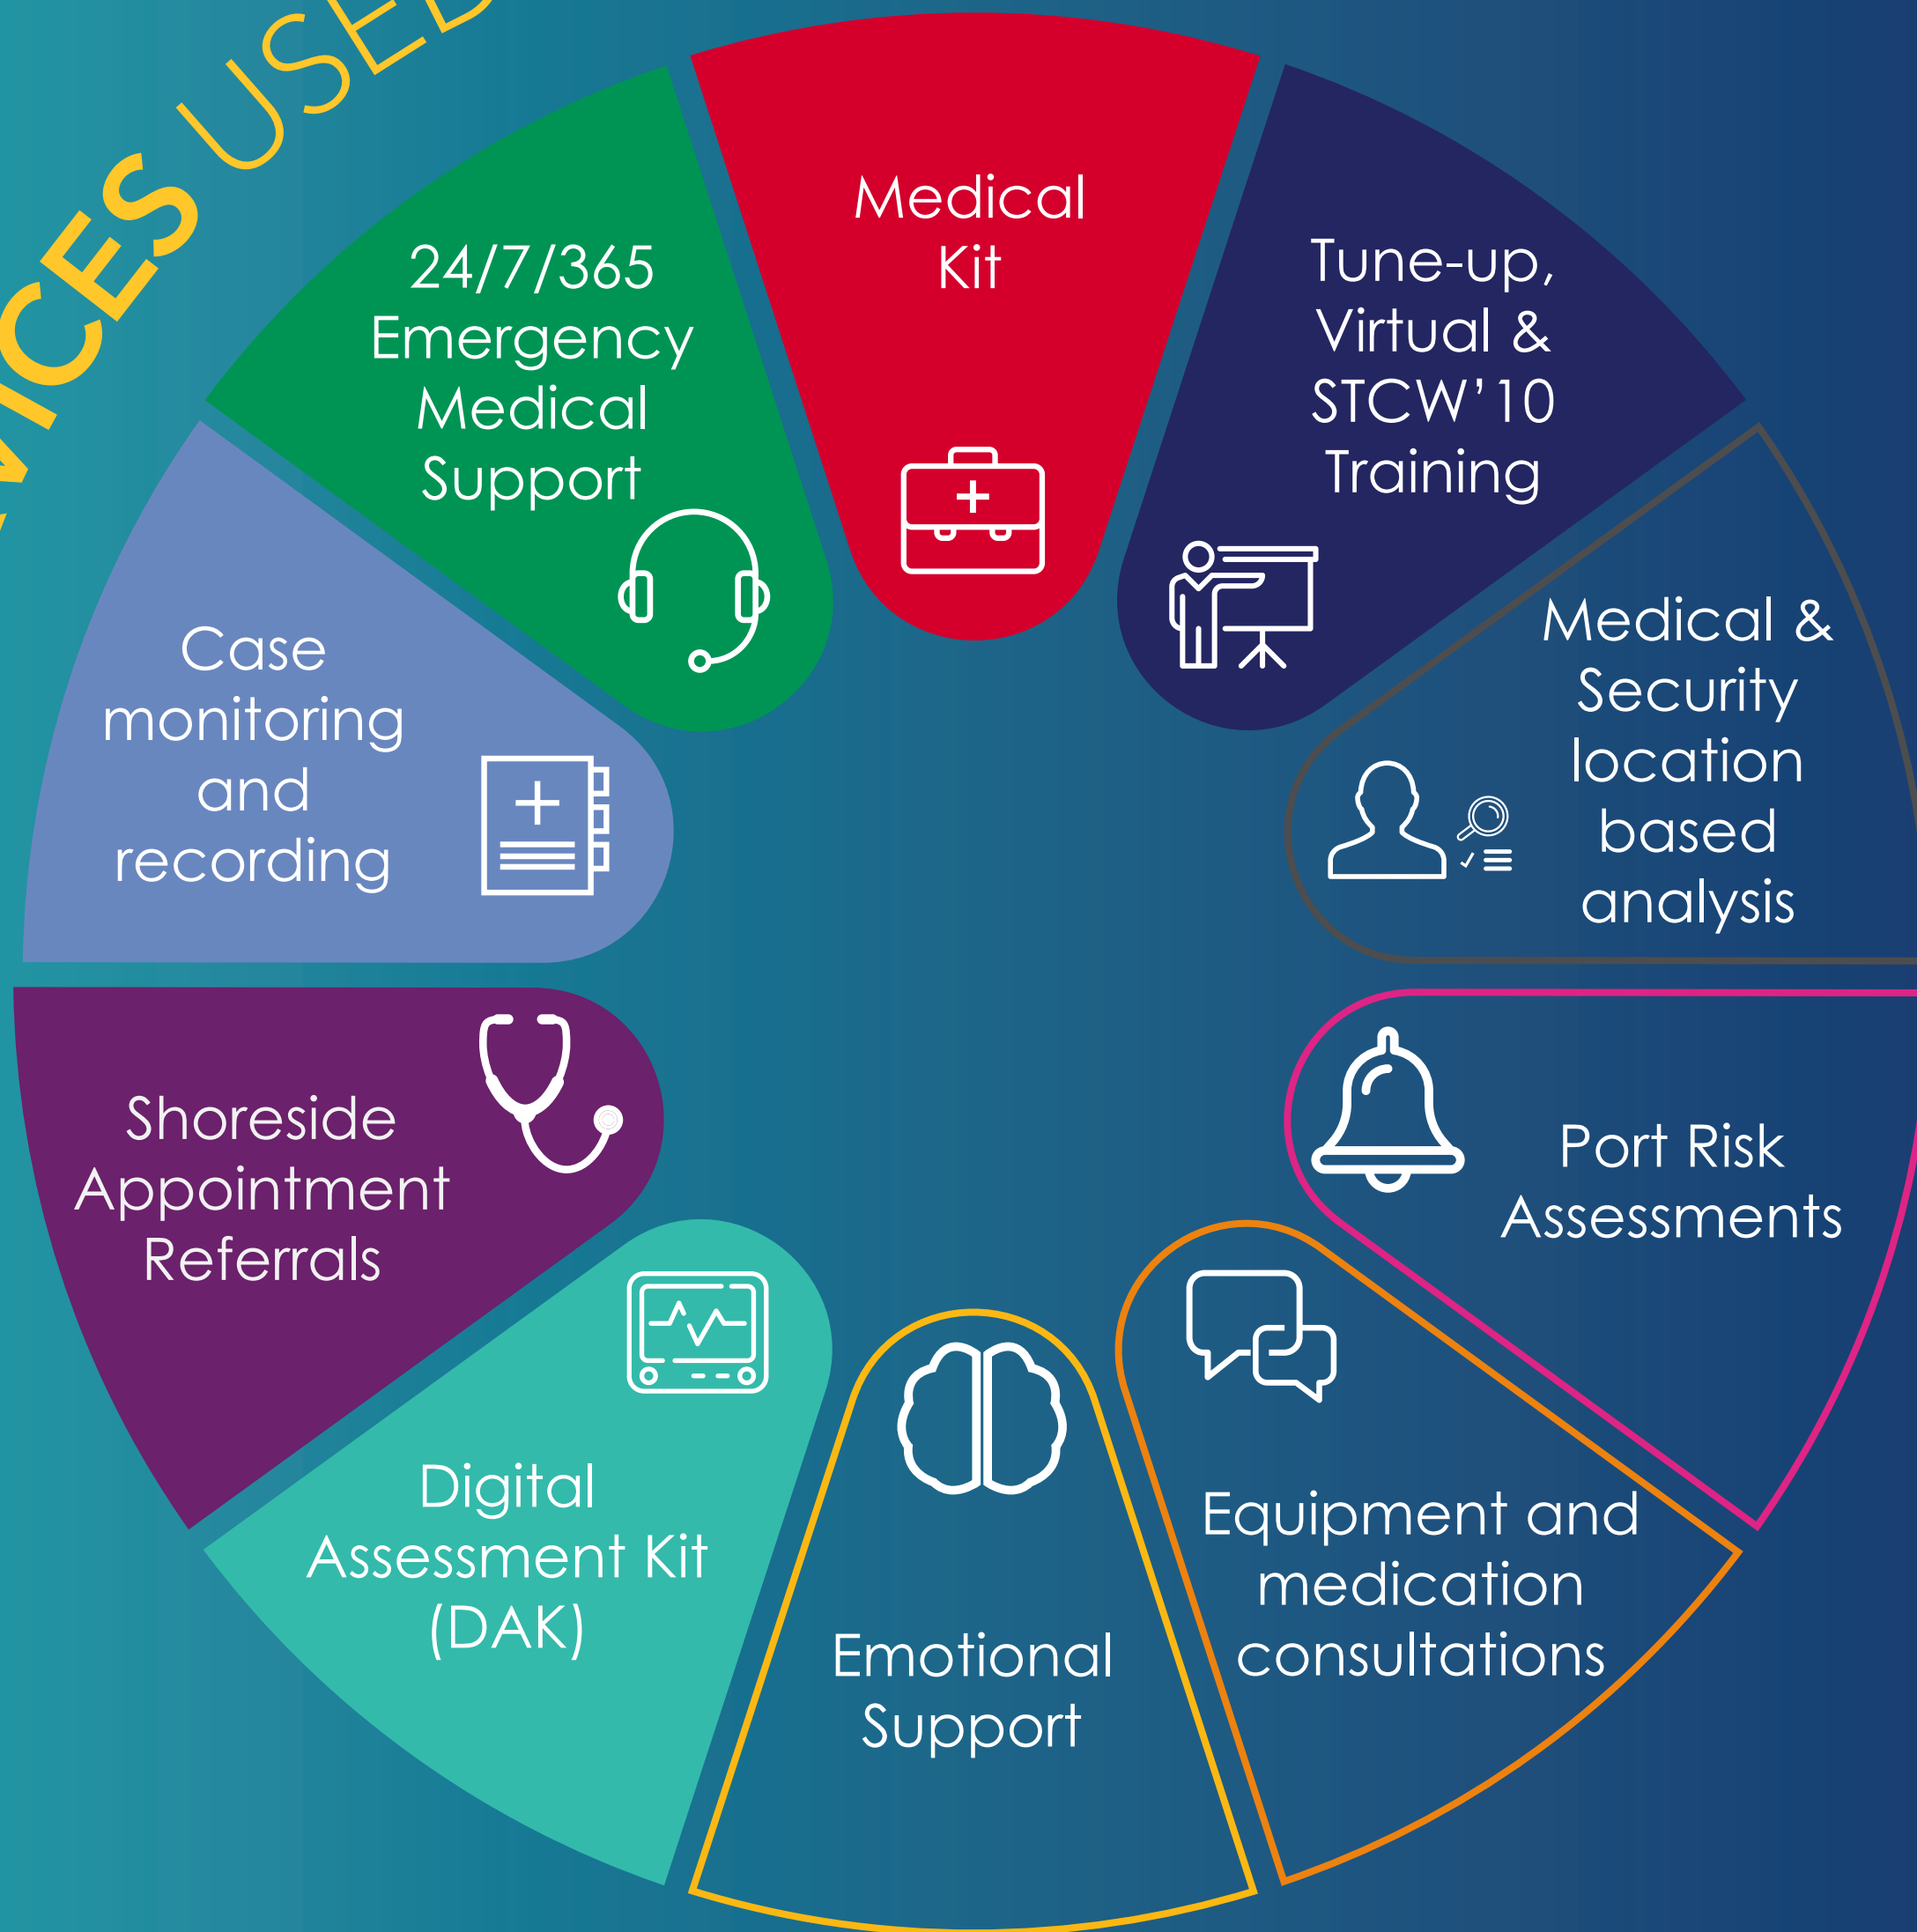 USED
Medical
Kit
Tune-up,
Virtual &
STCW'10
Training
Medical &
Security
location
based
analysis
Port Risk
Assessments
Equipment and
medication
consultations
Emotional
Support
Digital
Assessment Kit
(DAK)
Shoreside
Appointment
Referrals
Case
monitoring
and
recording
24/7/365
Emergency
Medical
Support